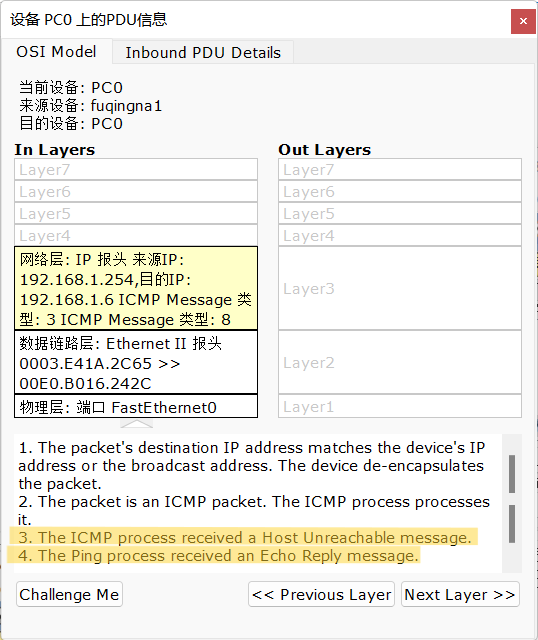 设备 PC0 上的PDU信息
×
OSI Model
Inbound PDU Details
当前设备: PC0
来源设备: fuqingna1
目的设备: PC0
In Layers
Out Layers
Layer7
Layer7
Layer6
Layer6
Layer5
Layer5
Layer4
Layer4
网络层: IP 报头 来源IP:
192.168.1.254,目的IP:
192.168.1.6 ICMP Message 类
型: 3 ICMP Message 类型: 8
Layer3
数据链路层: Ethernet II 报头
0003.E41A.2C65 >>
00E0.B016.242C
Layer2
物理层: 端口 FastEthernet0
Layer1
1. The packet's destination IP address matches the device's IP
address or the broadcast address. The device de-encapsulates
the packet.
2. The packet is an ICMP packet. The ICMP process processes
it.
3. The ICMP process received a Host Unreachable message.
4. The Ping process received an Echo Reply message.
Challenge Me
<< Previous Layer
Next Layer >>